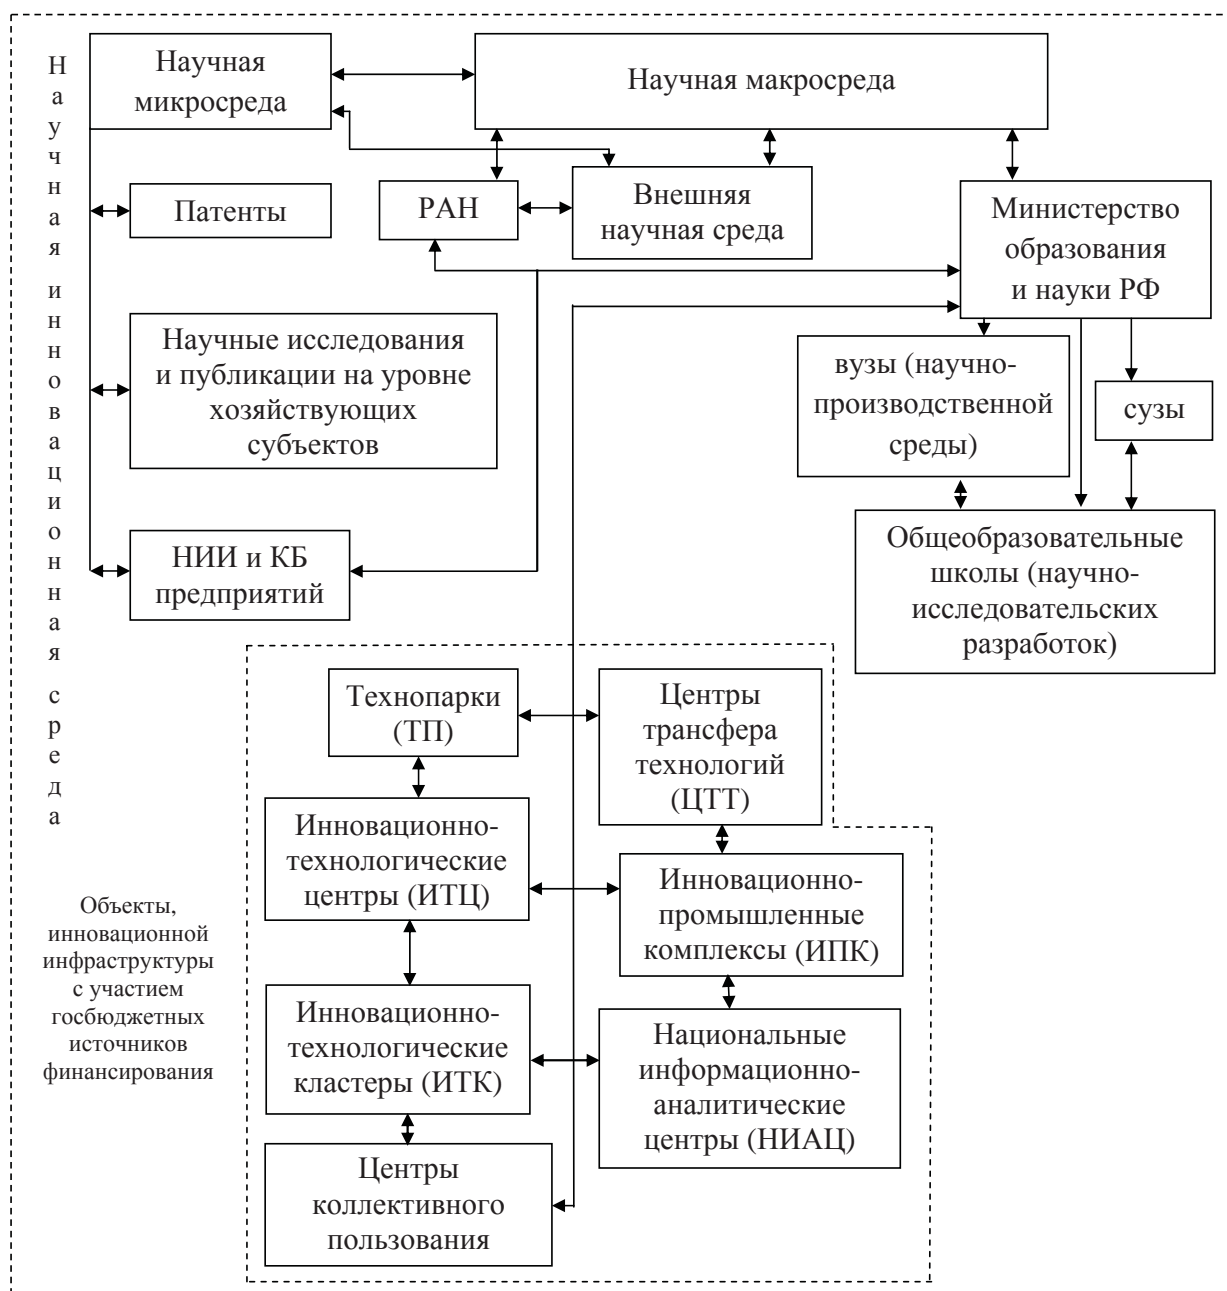 Научная инновационная среда
Научная
микросреда
Научная макросреда
Патенты
РАН
Внешняя
научная среда
Министерство
образования
и науки РФ
Научные исследования
и публикации на уровне
хозяйствующих
субъектов
вузы (научно-
производственной
среды)
сузы
НИИ и КБ
предприятий
Общеобразовательные
школы (научно-
исследовательских
разработок)
Технопарки
(ТП)
Центры
трансфера
технологий
(ЦТТ)
Инновационно-
технологические
центры (ИТЦ)
Инновационно-
промышленные
комплексы (ИПК)
Объекты,
инновационной
инфраструктуры
с участием
госбюджетных
источников
финансирования
Инновационно-
технологические
кластеры (ИТК)
Национальные
информационно-
аналитические
центры (НИАЦ)
Центры
коллективного
пользования